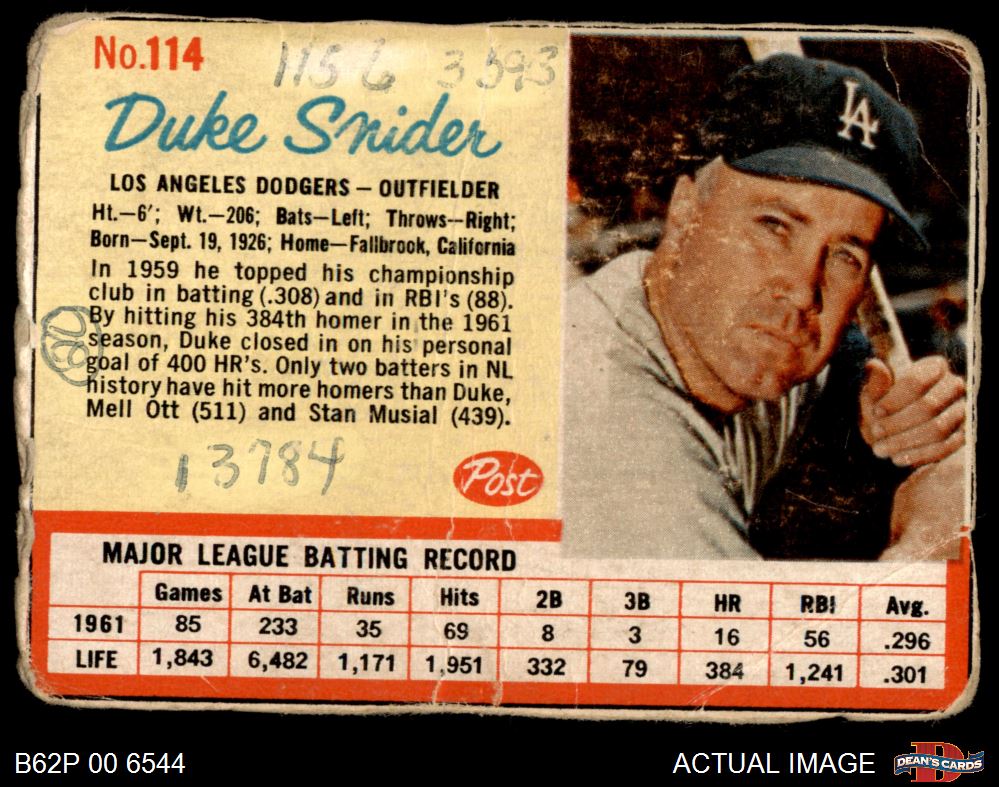 No.114
1156 3593
Duke Snider
LOS ANGELES DODGERS – OUTFIELDER
Ht.–6'; Wt.–206; Bats–Left; Throws–Right;
Born–Sept. 19, 1926; Home–Fallbrook, California
In 1959 he topped his championship
club in batting (.308) and in RBI's (88).
By hitting his 384th homer in the 1961
season, Duke closed in on his personal
goal of 400 HR's. Only two batters in NL
history have hit more homers than Duke,
Mell Ott (511) and Stan Musial (439).
13784
Post
LA
MAJOR LEAGUE BATTING RECORD
Games At Bat Runs Hits 2B 3B HR RBI Avg.
1961 85 233 35 69 8 3 16 56 .296
LIFE 1,843 6,482 1,171 1,951 332 79 384 1,241 .301
B62P 00 6544
ACTUAL IMAGE
DEAN'S CARDS